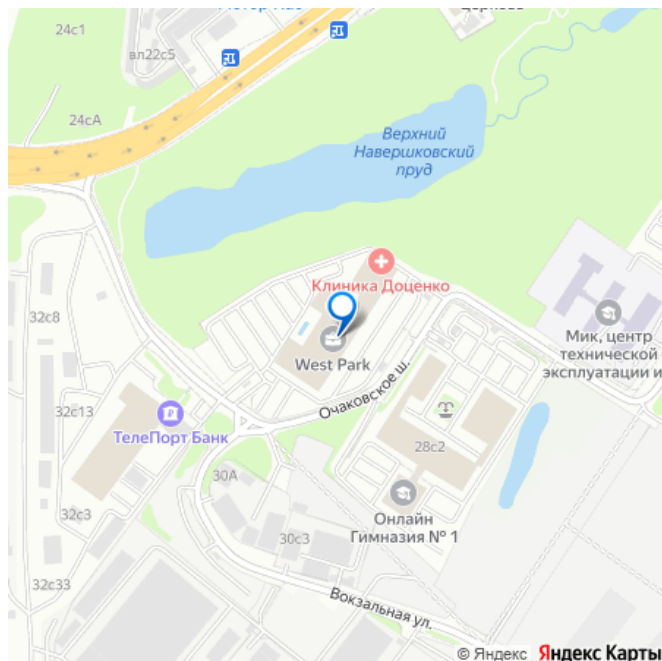 24с1
вл22с5
24сА
Верхний
Навершковский
пруд
Клиника Доценко
West Park
32с8
Мик, центр
технической
эксплуатации и
Очаковское ш.
32с13
ТелеПорт Банк
28с2
30А
32с3
Онлайн
Гимназия № 1
30с3
32с33
Вокзальная ул.
© Яндекс Яндекс Карты